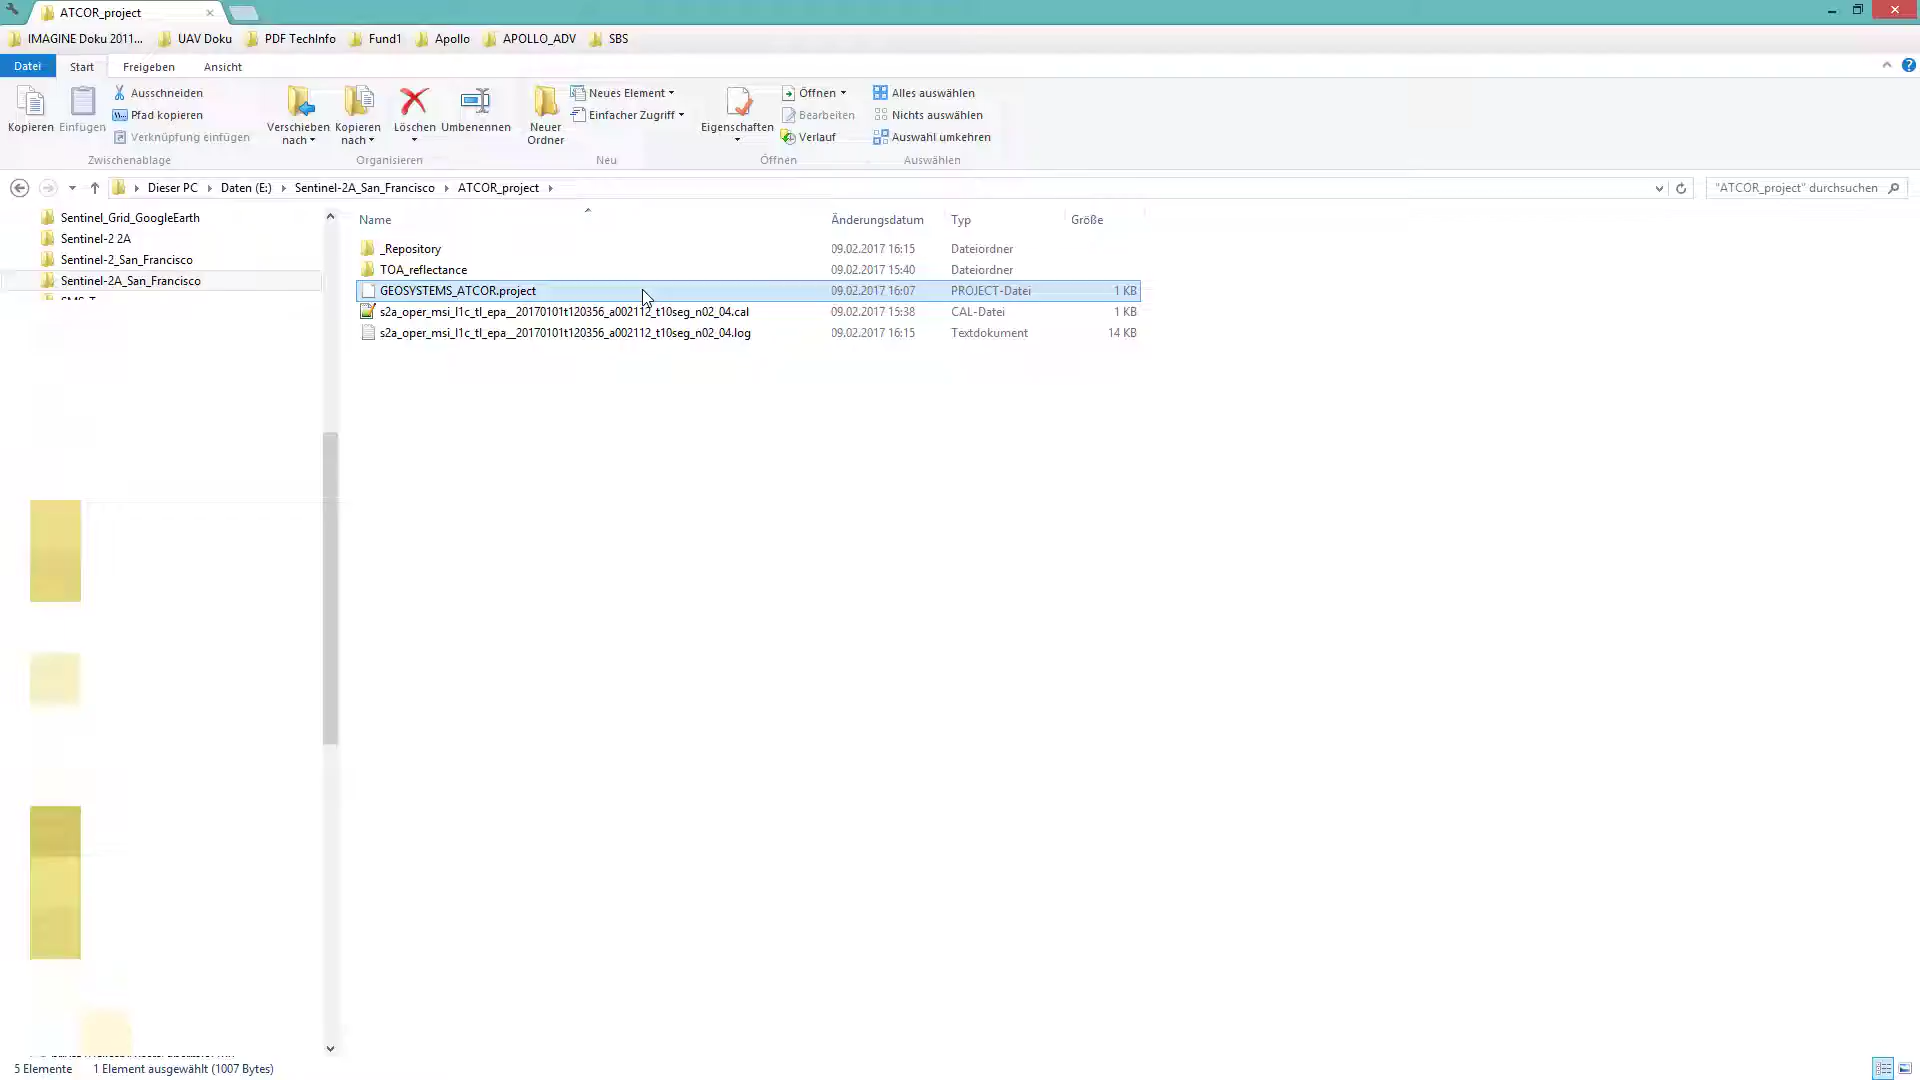 ATCOR_project
IMAGINE Doku 2011...
UAV Doku
PDF TechInfo
Fund1
Apollo
APOLLO_ADV
SBS
Datei
Start
Freigeben
Ansicht
Kopieren
Einfügen
Ausschneiden
Pfad kopieren
Verknüpfung einfügen
Zwischenablage
Verschieben nach
Kopieren nach
Löschen
Umbenennen
Organisieren
Neuer Ordner
Neues Element
Einfacher Zugriff
Neu
Eigenschaften
Öffnen
Bearbeiten
Verlauf
Öffnen
Alles auswählen
Nichts auswählen
Auswahl umkehren
Auswählen
Dieser PC
Daten (E:)
Sentinel-2A_San_Francisco
ATCOR_project
"ATCOR_project" durchsuchen
Sentinel_Grid_GoogleEarth
Sentinel-2 2A
Sentinel-2_San_Francisco
Sentinel-2A_San_Francisco
Name Änderungsdatum Typ Größe
_Repository 09.02.2017 16:15 Dateiordner
TOA_reflectance 09.02.2017 15:40 Dateiordner
GEOSYSTEMS_ATCOR.project 09.02.2017 16:07 PROJECT-Datei 1 KB
s2a_oper_msi_l1c_tl_epa__20170101t120356_a002112_t10seg_n02_04.cal 09.02.2017 15:38 CAL-Datei 1 KB
s2a_oper_msi_l1c_tl_epa__20170101t120356_a002112_t10seg_n02_04.log 09.02.2017 16:15 Textdokument 14 KB
5 Elemente 1 Element ausgewählt (1007 Bytes)